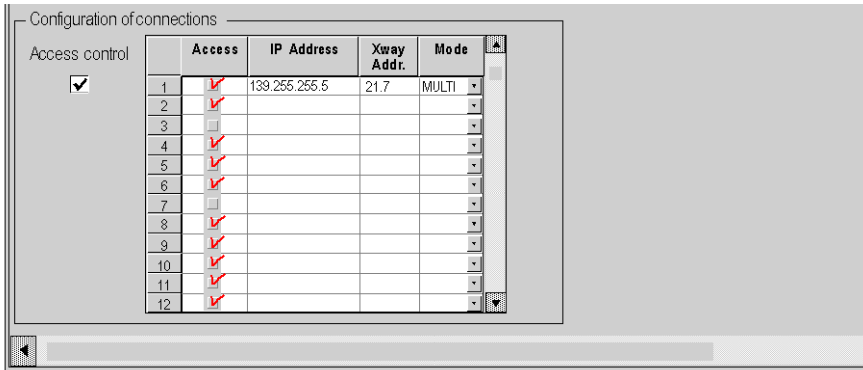 Configuration of connections
Access control
Access IP Address Xway Addr. Mode
1 139.255.255.5 21.7 MULTI
2
3
4
5
6
7
8
9
10
11
12